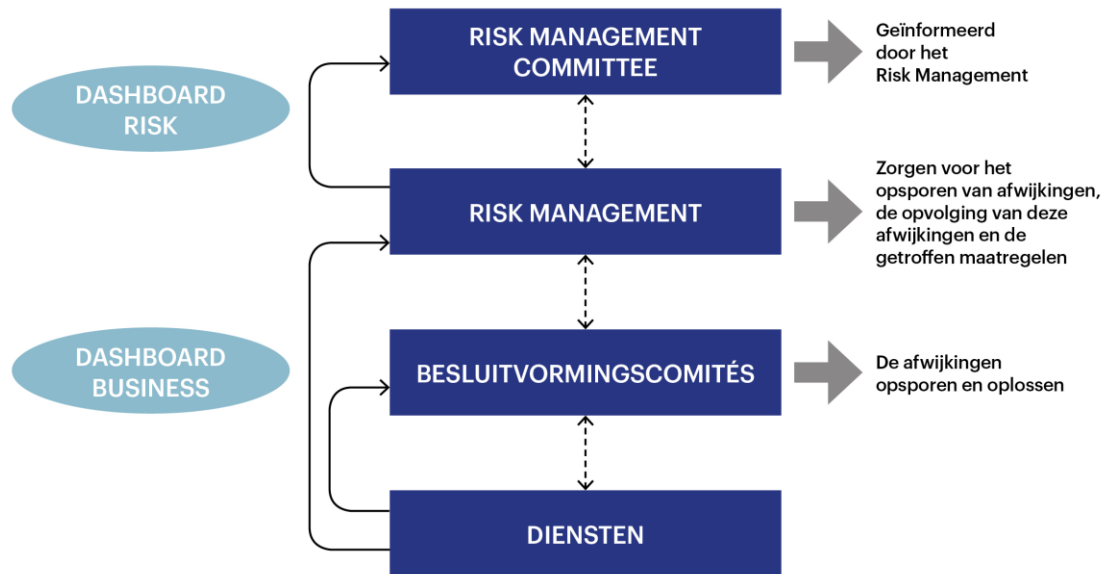 RISK MANAGEMENT
COMMITTEE
Geïnformeerd
door het
Risk Management
DASHBOARD
RISK
RISK MANAGEMENT
Zorgen voor het
opsporen van afwijkingen,
de opvolging van deze
afwijkingen en de
getroffen maatregelen
DASHBOARD
BUSINESS
BESLUITVORMINGSCOMITÉS
De afwijkingen
opsporen en oplossen
DIENSTEN